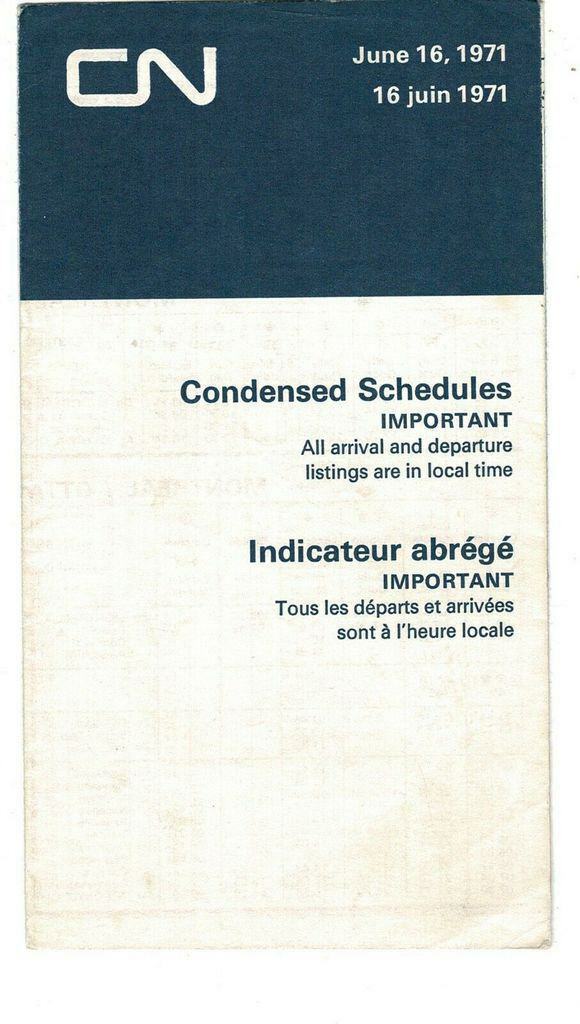 CN
June 16, 1971
16 juin 1971
Condensed Schedules
IMPORTANT
All arrival and departure
listings are in local time
Indicateur abrégé
IMPORTANT
Tous les départs et arrivées
sont à l'heure locale